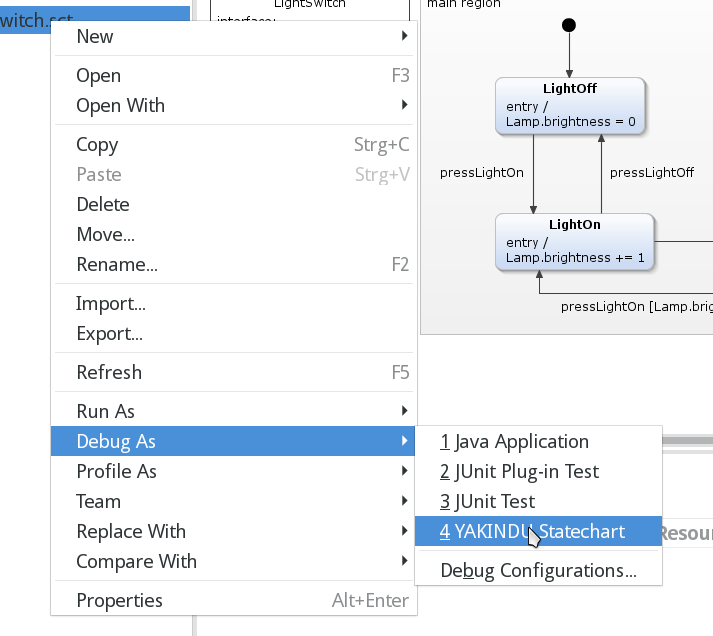 witch.sct
LightSwitch
interface:
main region
LightOff
entry /
Lamp.brightness = 0
pressLightOn
pressLightOff
LightOn
entry /
Lamp.brightness += 1
pressLightOn [Lamp.brig
New
Open F3
Open With
Copy Strg+C
Paste Strg+V
Delete
Move...
Rename... F2
Import...
Export...
Refresh F5
Run As
Debug As
Profile As
Team
Replace With
Compare With
Properties Alt+Enter
1 Java Application
2 JUnit Plug-in Test
3 JUnit Test
4 YAKINDU Statechart
Debug Configurations...
Resour